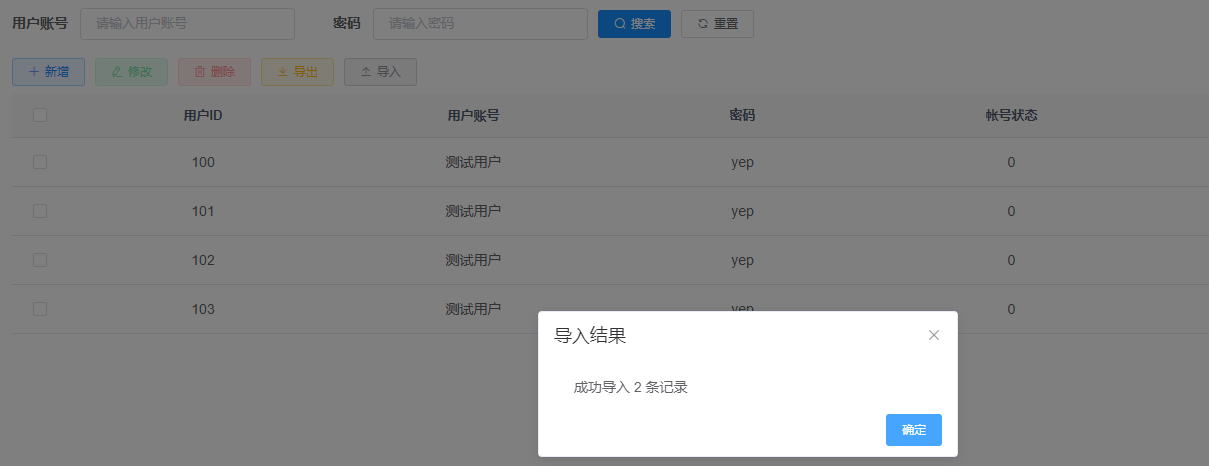 用户账号 请输入用户账号 密码 请输入密码 搜索 重置
新增 修改 删除 导出 导入
用户ID 用户账号 密码 帐号状态
100 测试用户 yep 0
101 测试用户 yep 0
102 测试用户 yep 0
103 测试用户 yep 0
导入结果
成功导入 2 条记录
确定